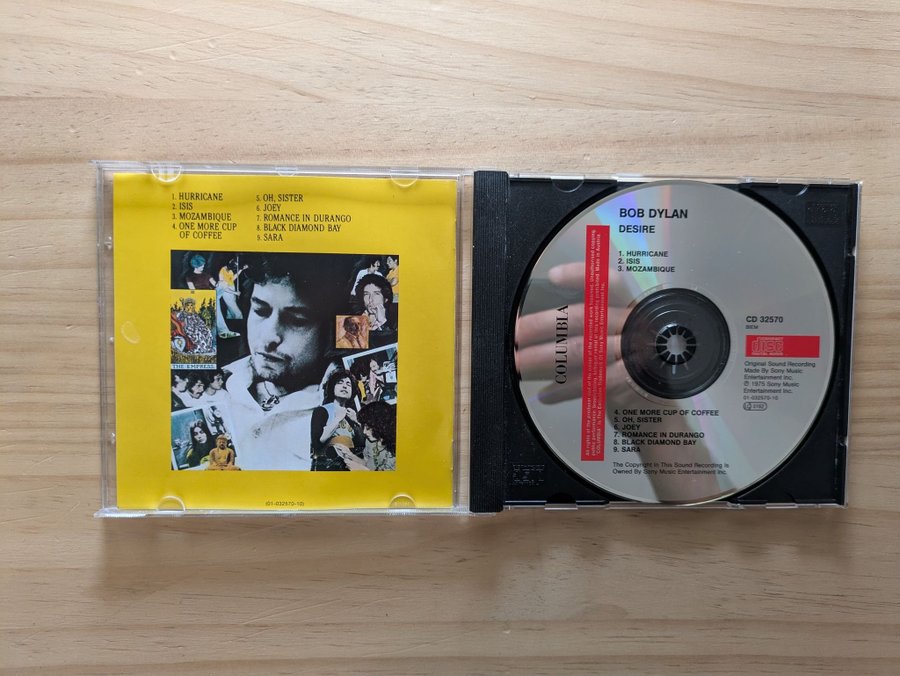 1. HURRICANE
2. ISIS
3. MOZAMBIQUE
4. ONE MORE CUP
OF COFFEE
5. OH, SISTER
6. JOEY
7. ROMANCE IN DURANGO
8. BLACK DIAMOND BAY
9. SARA
THE EMPRESS.
(01-032570-10)
BOB DYLAN
DESIRE
1. HURRICANE
2. ISIS
3. MOZAMBIQUE
COLUMBIA
CD 32570
BIEM
COMPACT
disc
DIGITAL AUDIO
Original Sound Recording
Made By Sony Music
Entertainment Inc.
℗ 1975 Sony Music
Entertainment Inc.
01-032570-10
4. ONE MORE CUP OF COFFEE
5. OH, SISTER
6. JOEY
7. ROMANCE IN DURANGO
8. BLACK DIAMOND BAY
9. SARA
The Copyright In This Sound Recording Is
Owned By Sony Music Entertainment Inc.